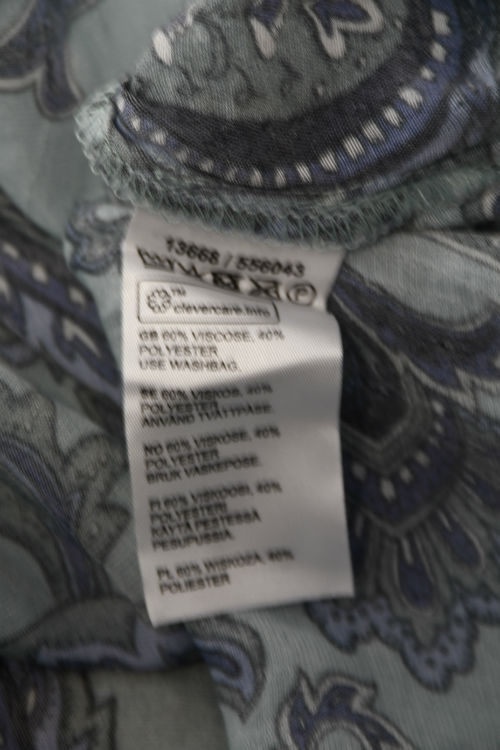 13668 / 556043
clevercare.info
GB 60% VISCOSE, 40%
POLYESTER
USE WASHBAG.
SE 60% VISKOS, 40%
POLYESTER
ANVÄND TVÄTTPÅSE.
NO 60% VISKOSE, 40%
POLYESTER
BRUK VASKEPOSE.
FI 60% VISKOOSI, 40%
POLYESTERI
KÄYTÄ PESTESSÄ
PESUPUSSIA.
PL 60% WISKOZA, 40%
POLIESTER